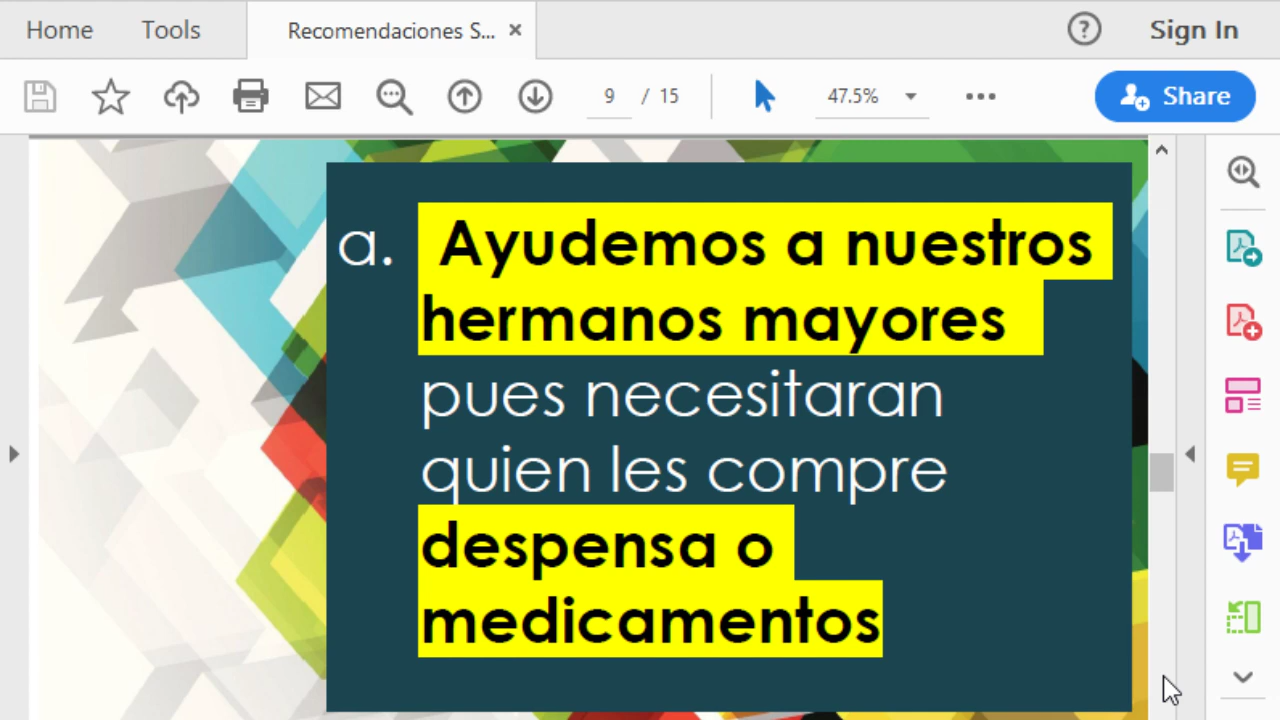 Home Tools Recomendaciones S... Sign In
9 / 15 47.5% Share
a. Ayudemos a nuestros
hermanos mayores
pues necesitaran
quien les compre
despensa o
medicamentos